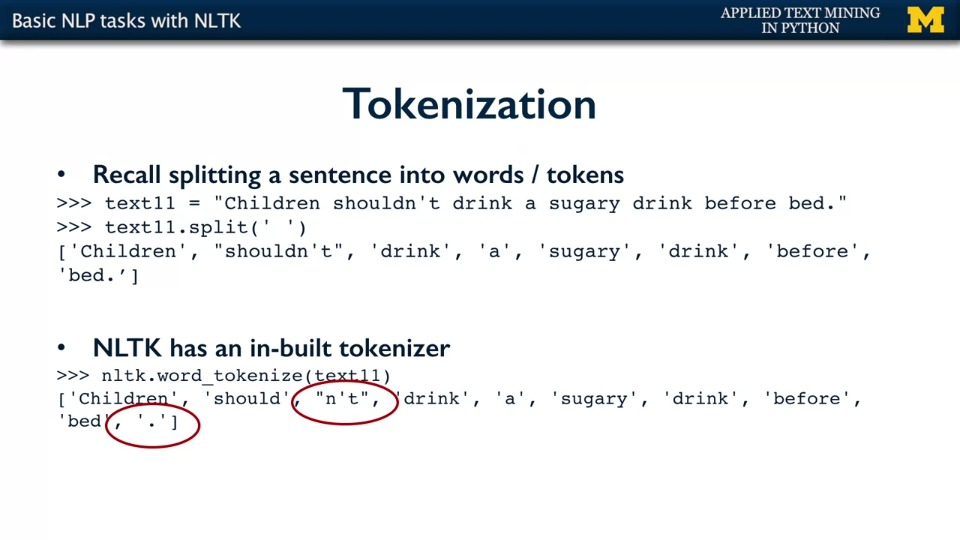 Basic NLP tasks with NLTK
APPLIED TEXT MINING
IN PYTHON
M
Tokenization
• Recall splitting a sentence into words / tokens
>>> text11 = "Children shouldn't drink a sugary drink before bed."
>>> text11.split(' ')
['Children', "shouldn't", 'drink', 'a', 'sugary', 'drink', 'before',
'bed.’]
• NLTK has an in-built tokenizer
>>> nltk.word_tokenize(text11)
['Children', 'should', "n't", 'drink', 'a', 'sugary', 'drink', 'before',
'bed', '.']